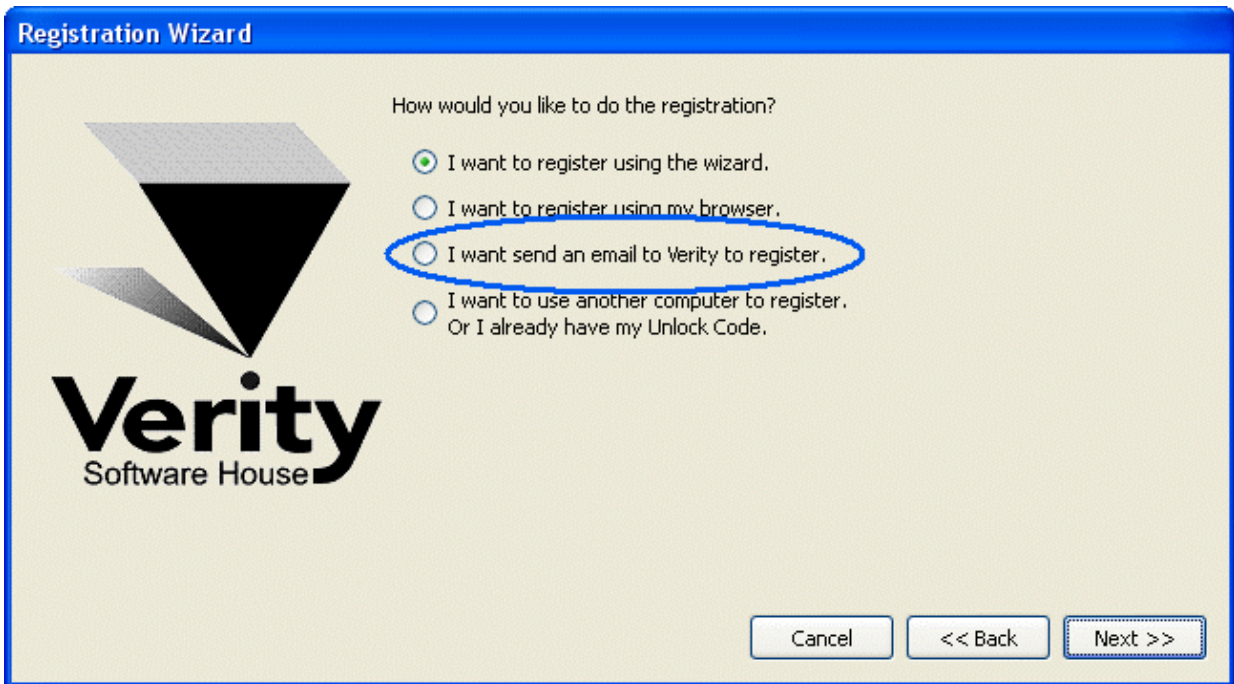 Registration Wizard
How would you like to do the registration?
I want to register using the wizard.
I want to register using my browser.
I want send an email to Verity to register.
I want to use another computer to register.
Or I already have my Unlock Code.
Verity
Software House
Cancel
<< Back
Next >>